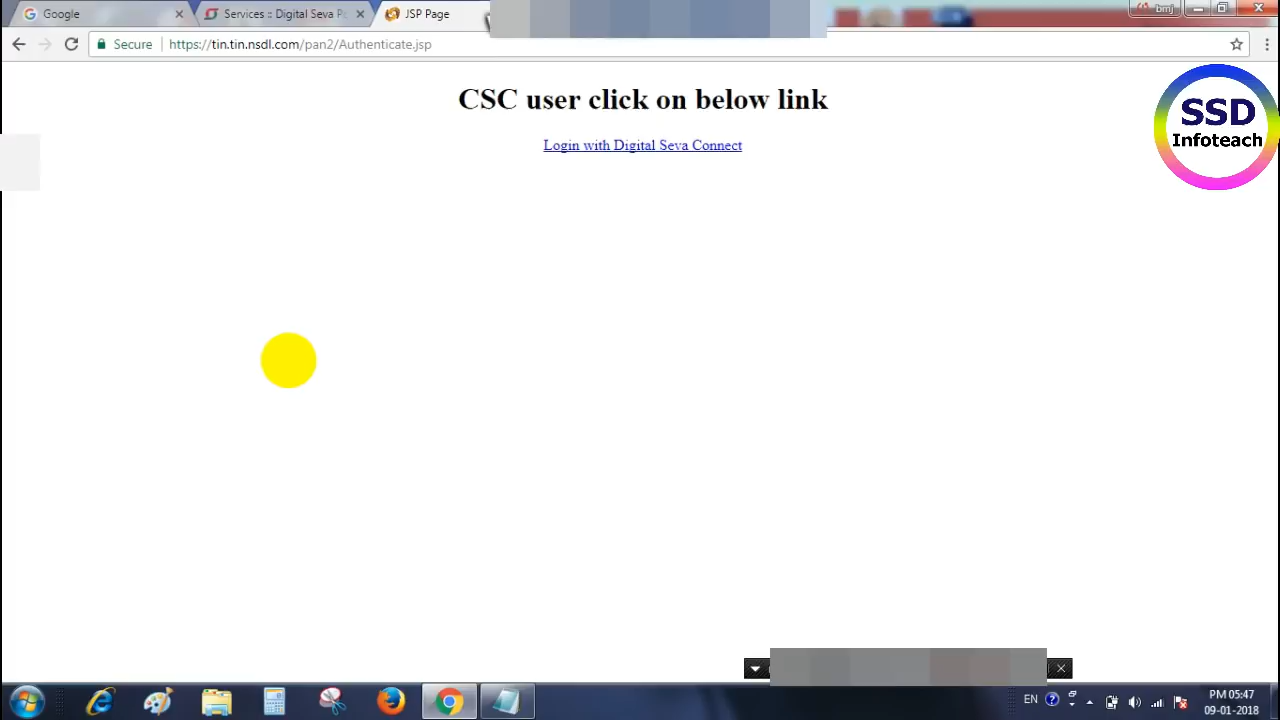 Google
Services :: Digital Seva P
JSP Page
bmj
Secure
https://tin.tin.nsdl.com/pan2/Authenticate.jsp
CSC user click on below link
Login with Digital Seva Connect
SSD
Infoteach
EN
PM 05:47
09-01-2018